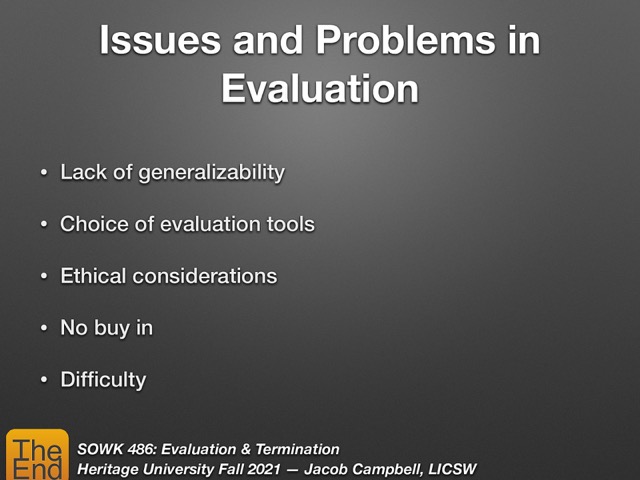 Issues and Problems in
Evaluation
• Lack of generalizability
• Choice of evaluation tools
• Ethical considerations
• No buy in
• Difficulty
The
End
SOWK 486: Evaluation & Termination
Heritage University Fall 2021 — Jacob Campbell, LICSW